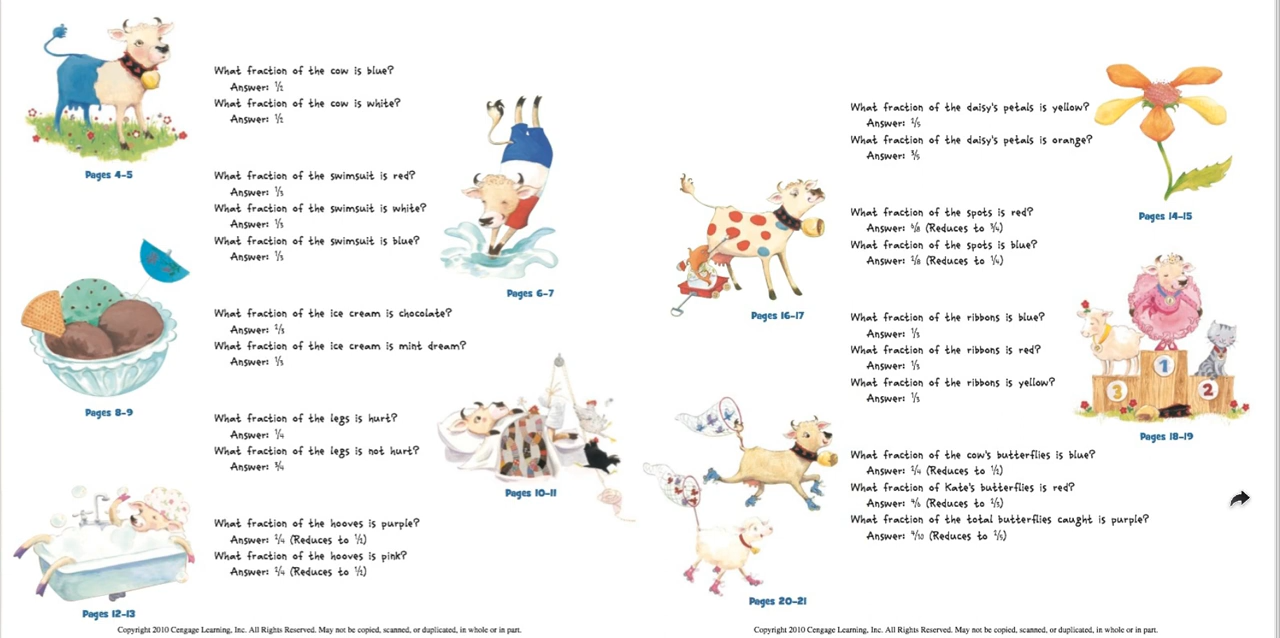 What fraction of the cow is blue?
Answer: 1/2
What fraction of the cow is white?
Answer: 1/2
Pages 4-5
What fraction of the swimsuit is red?
Answer: 1/3
What fraction of the swimsuit is white?
Answer: 1/3
What fraction of the swimsuit is blue?
Answer: 1/3
Pages 6-7
What fraction of the ice cream is chocolate?
Answer: 2/3
What fraction of the ice cream is mint dream?
Answer: 1/3
Pages 8-9
What fraction of the legs is hurt?
Answer: 1/4
What fraction of the legs is not hurt?
Answer: 3/4
Pages 10-11
What fraction of the hooves is purple?
Answer: 2/4 (Reduces to 1/2)
What fraction of the hooves is pink?
Answer: 2/4 (Reduces to 1/2)
Pages 12-13
Copyright 2010 Cengage Learning, Inc. All Rights Reserved. May not be copied, scanned, or duplicated, in whole or in part.
What fraction of the daisy's petals is yellow?
Answer: 2/5
What fraction of the daisy's petals is orange?
Answer: 3/5
Pages 14-15
What fraction of the spots is red?
Answer: 6/8 (Reduces to 3/4)
What fraction of the spots is blue?
Answer: 2/8 (Reduces to 1/4)
Pages 16-17
What fraction of the ribbons is blue?
Answer: 1/3
What fraction of the ribbons is red?
Answer: 1/3
What fraction of the ribbons is yellow?
Answer: 1/3
1
3
2
Pages 18-19
What fraction of the cow's butterflies is blue?
Answer: 2/4 (Reduces to 1/2)
What fraction of Kate's butterflies is red?
Answer: 4/6 (Reduces to 2/3)
What fraction of the total butterflies caught is purple?
Answer: 4/10 (Reduces to 2/5)
Pages 20-21
Copyright 2010 Cengage Learning, Inc. All Rights Reserved. May not be copied, scanned, or duplicated, in whole or in part.